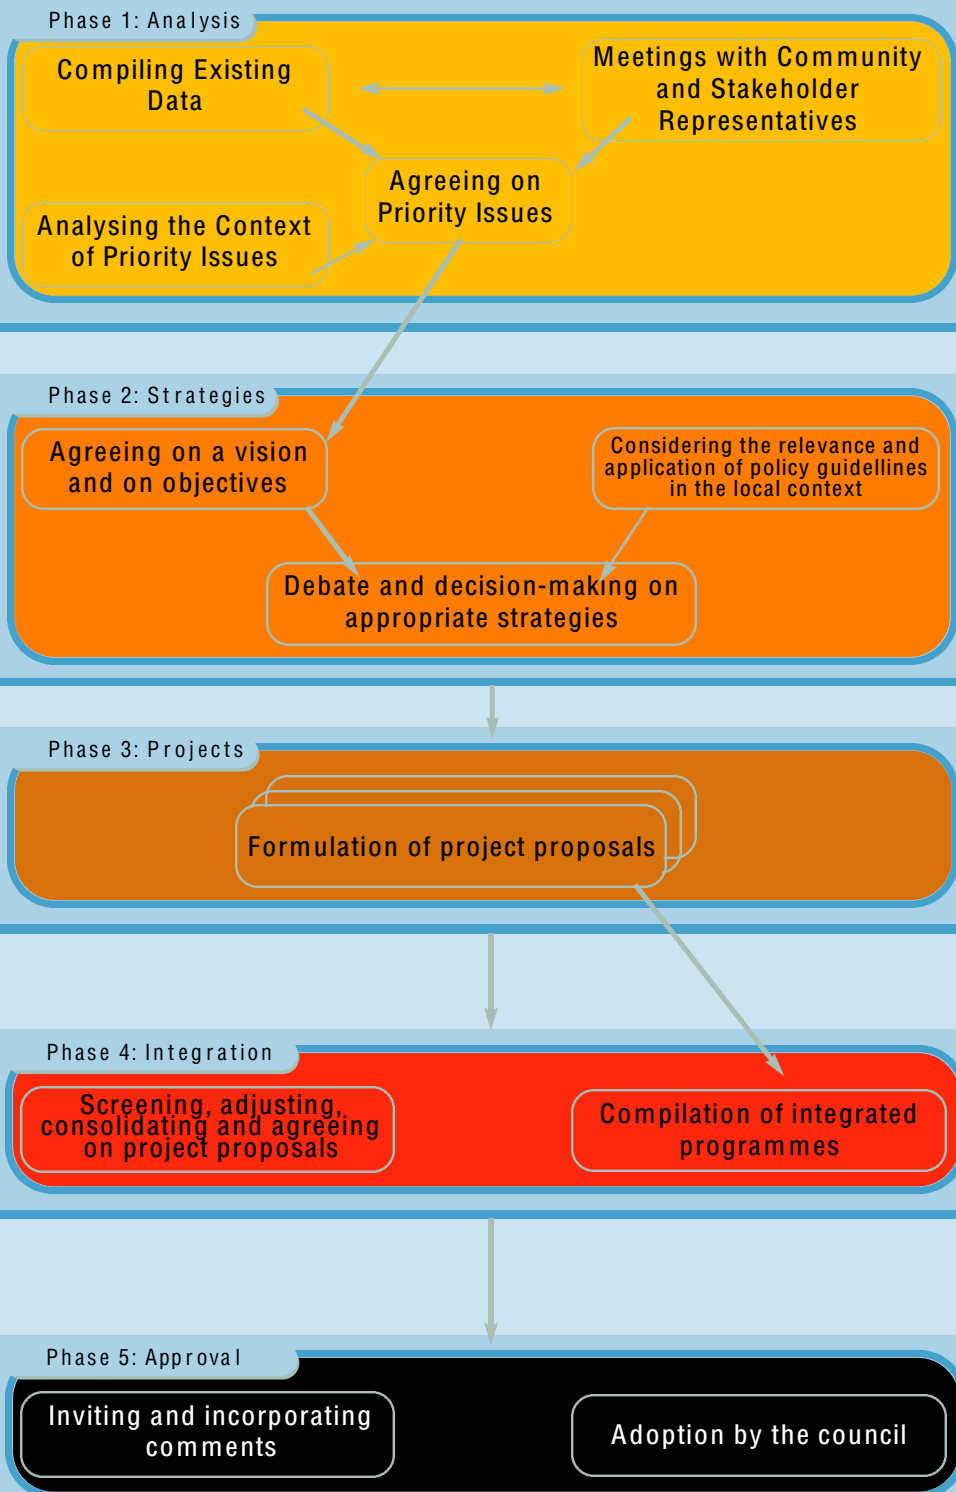 Phase 1: Analysis
Compiling Existing
Data
Meetings with Community
and Stakeholder
Representatives
Agreeing on
Priority Issues
Analysing the Context
of Priority Issues
Phase 2: Strategies
Agreeing on a vision
and on objectives
Considering the relevance and
application of policy guidelines
in the local context
Debate and decision-making on
appropriate strategies
Phase 3: Projects
Formulation of project proposals
Phase 4: Integration
Screening, adjusting,
consolidating and agreeing
on project proposals
Compilation of integrated
programmes
Phase 5: Approval
Inviting and incorporating
comments
Adoption by the council